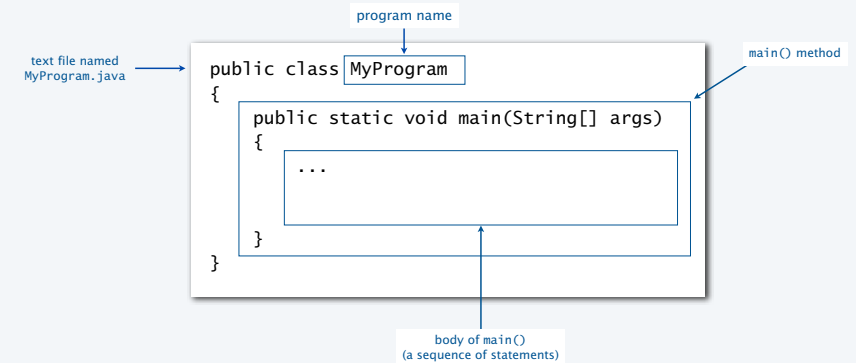 program name
text file named
MyProgram.java
main() method
public class MyProgram
{
public static void main(String[] args)
{
...
}
}
body of main()
(a sequence of statements)